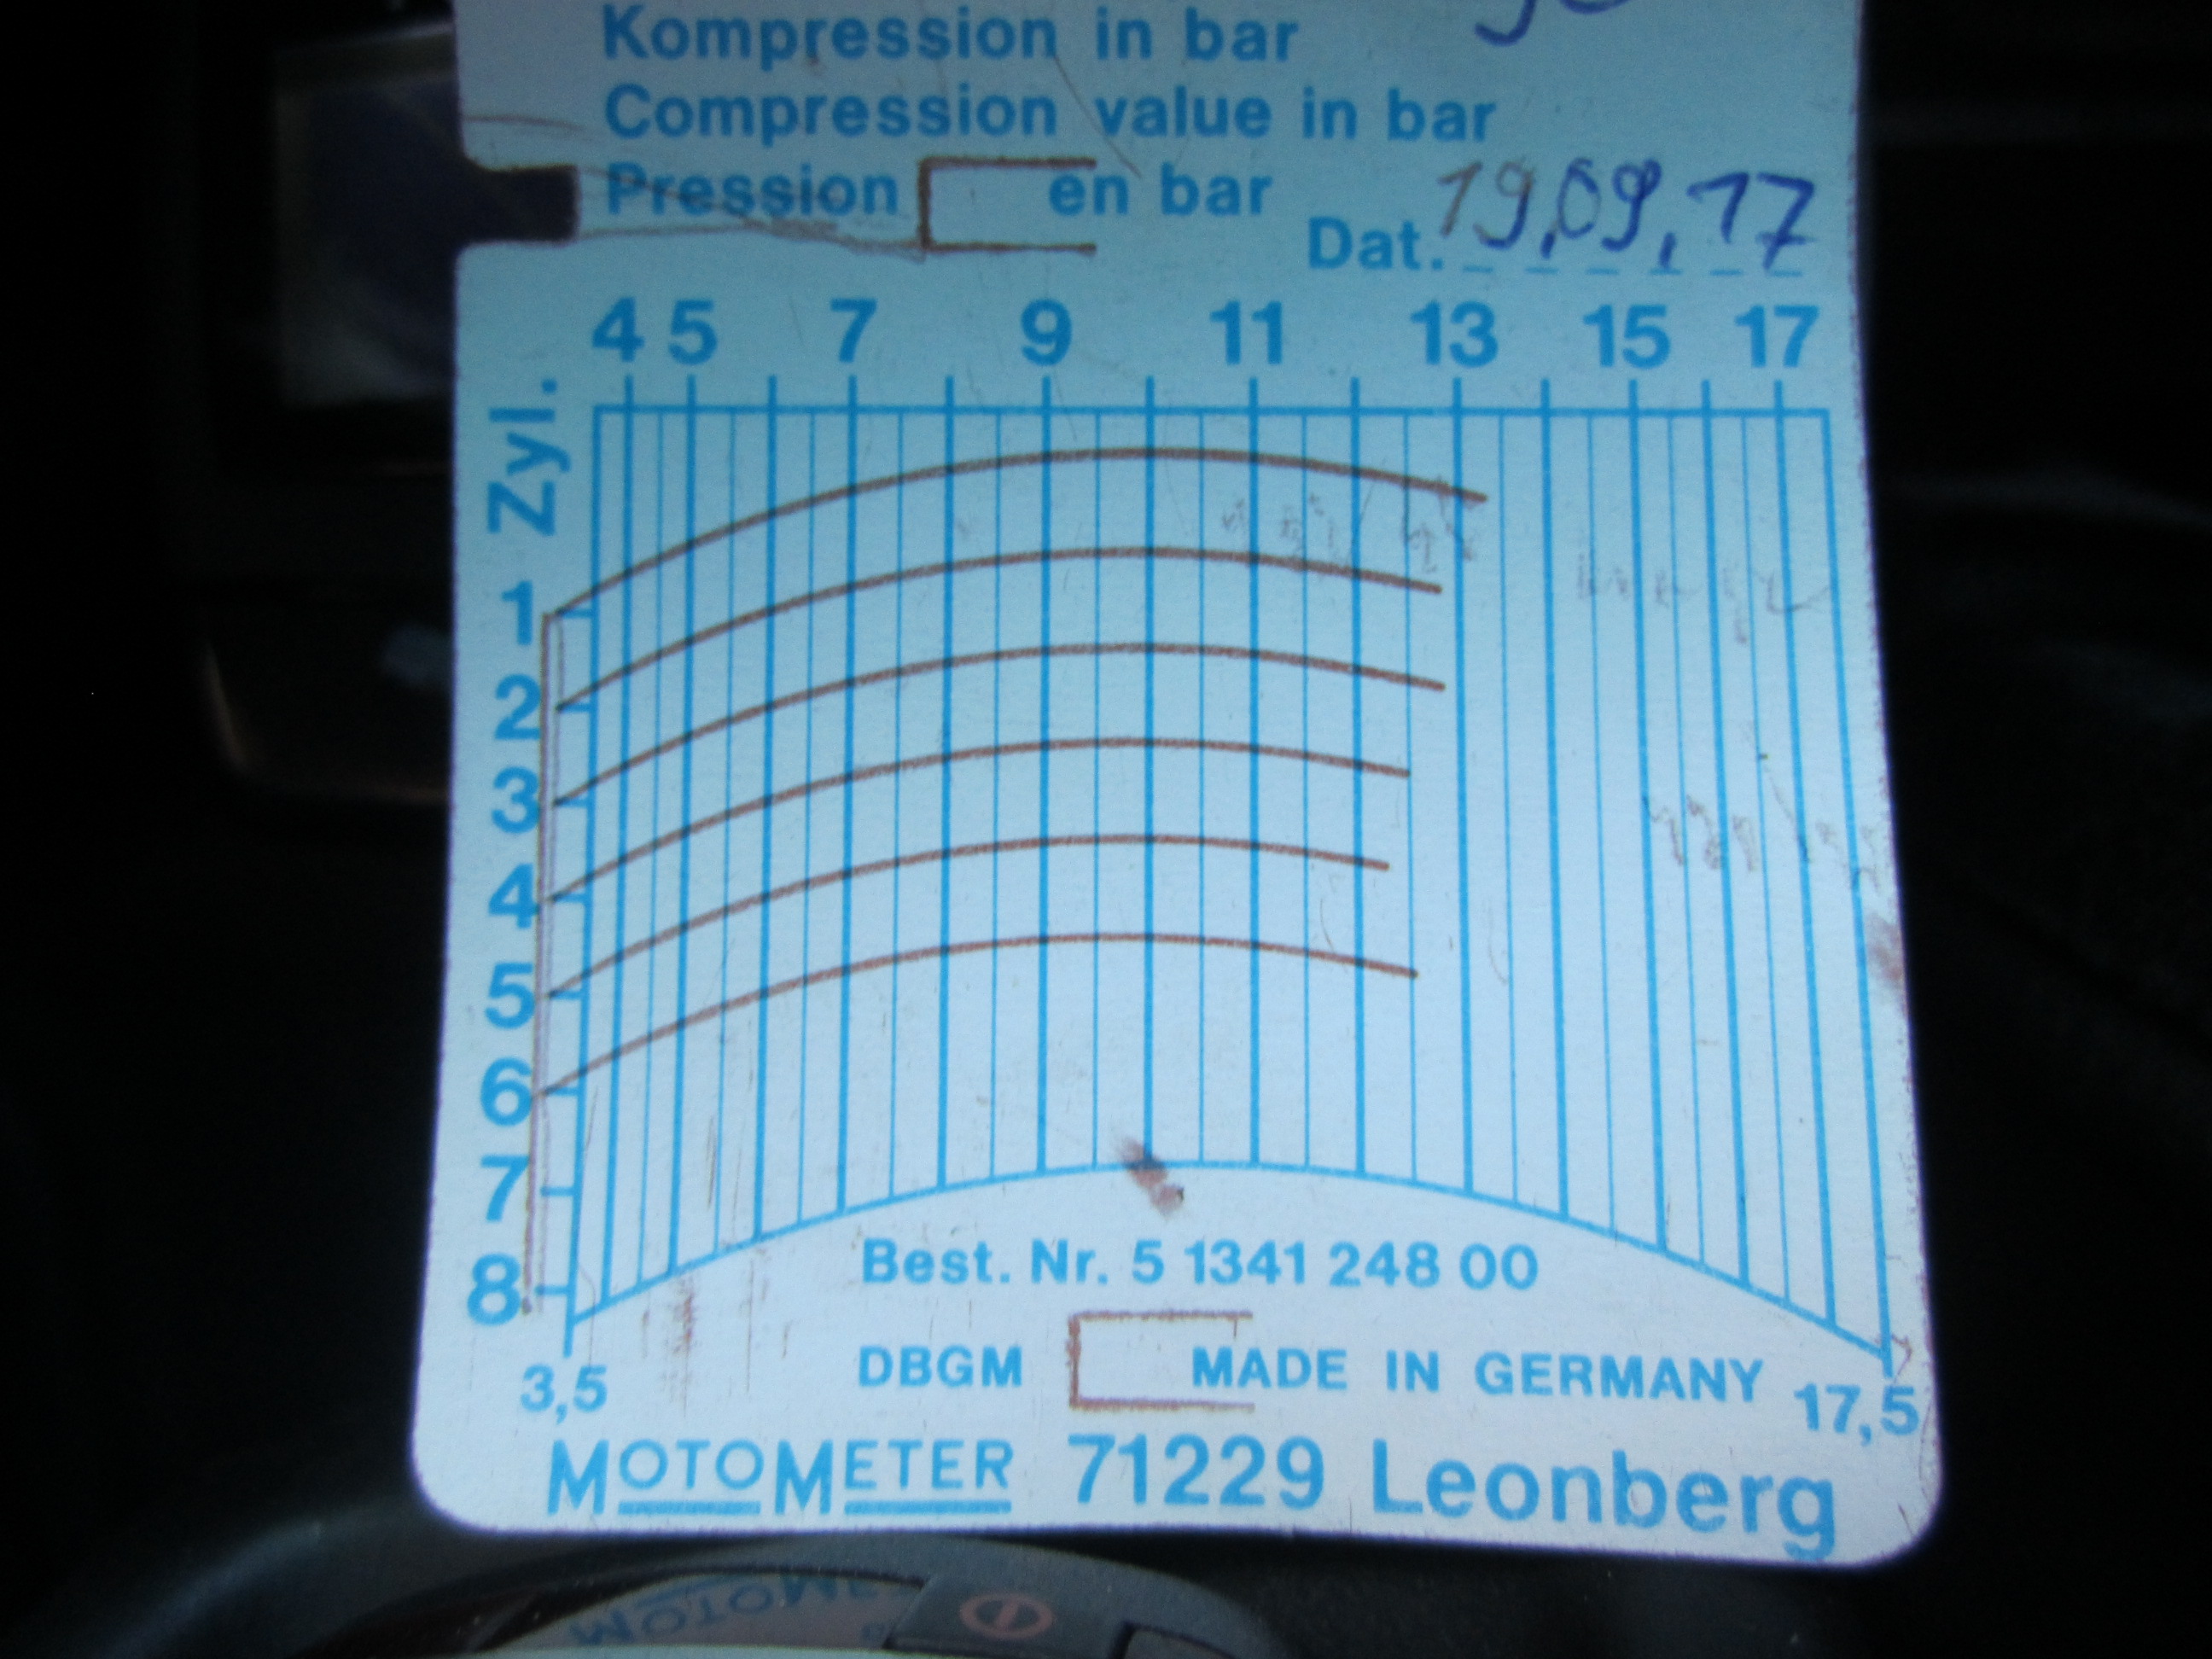 Kompression in bar
Compression value in bar
Pression en bar
Dat. 19,09,17
4 5 7 9 11 13 15 17
Zyl.
1
2
3
4
5
6
7
8
Best. Nr. 5 1341 248 00
3,5
DBGM MADE IN GERMANY
17,5
MOTOMETER 71229 Leonberg